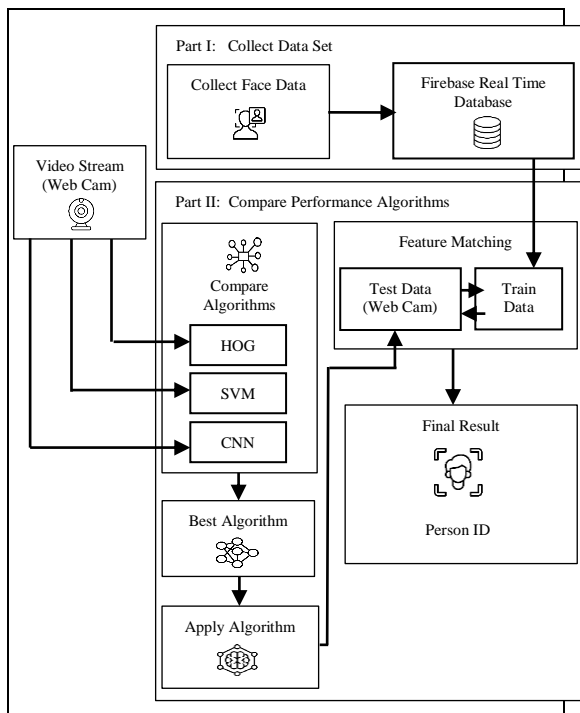 Part I: Collect Data Set
Collect Face Data
Firebase Real Time
Database
Video Stream
(Web Cam)
Part II: Compare Performance Algorithms
Compare
Algorithms
HOG
SVM
CNN
Feature Matching
Test Data
(Web Cam)
Train
Data
Best Algorithm
Apply Algorithm
Final Result
Person ID